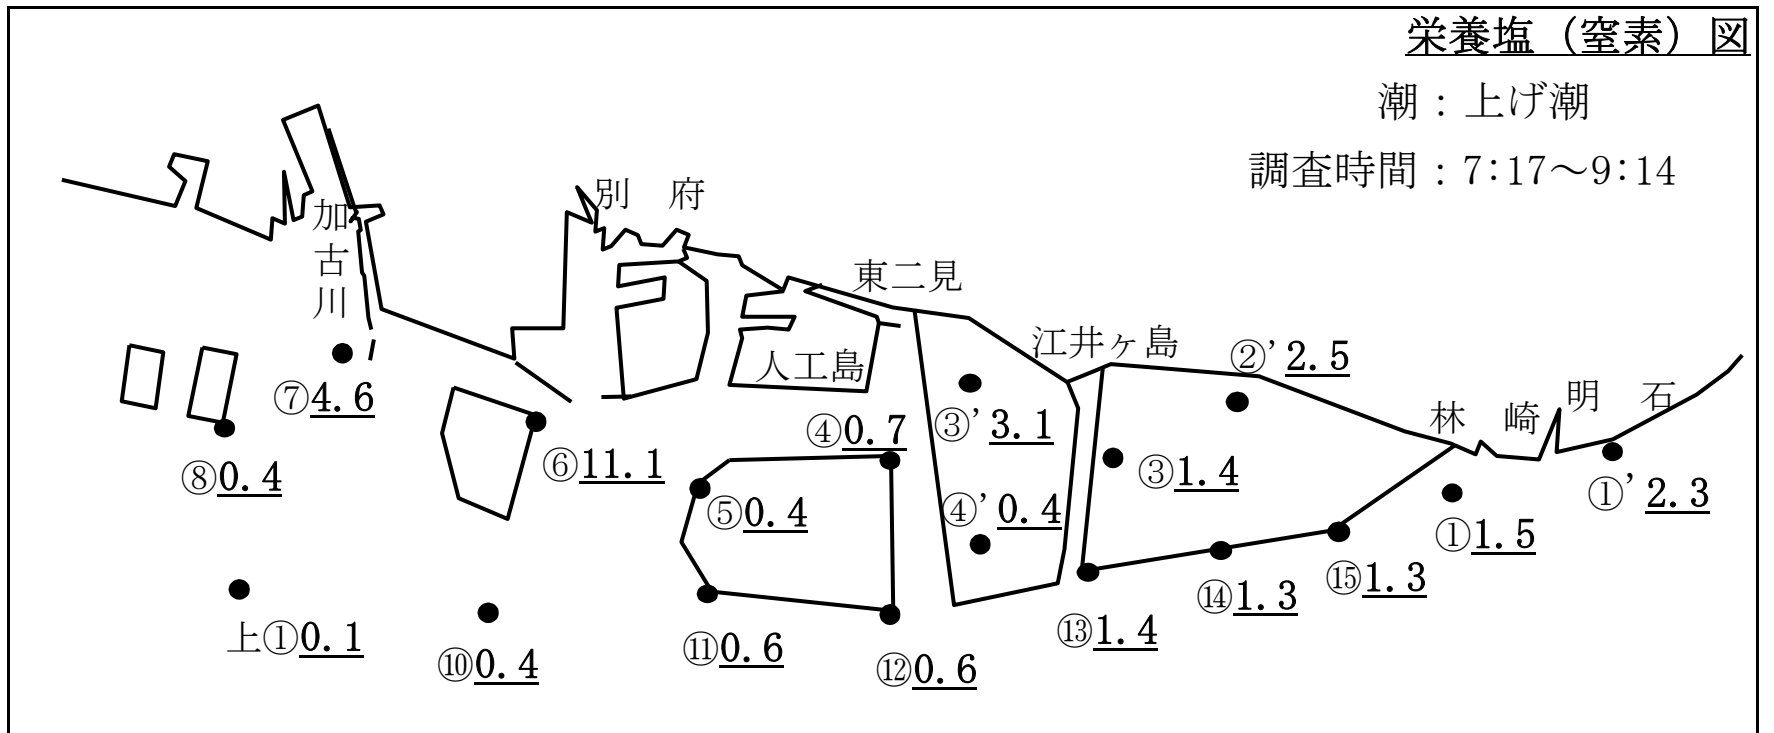 栄養塩（窒素）図
潮：上げ潮
調査時間：7:17～9:14
別　府
加古川
東二見
江井ヶ島
人工島
②’2.5
明　石
林　崎
⑦4.6
④0.7
③’3.1
⑥11.1
③1.4
⑧0.4
⑤0.4
④’0.4
①’2.3
①1.5
⑮1.3
⑭1.3
上①0.1
⑬1.4
⑪0.6
⑩0.4
⑫0.6